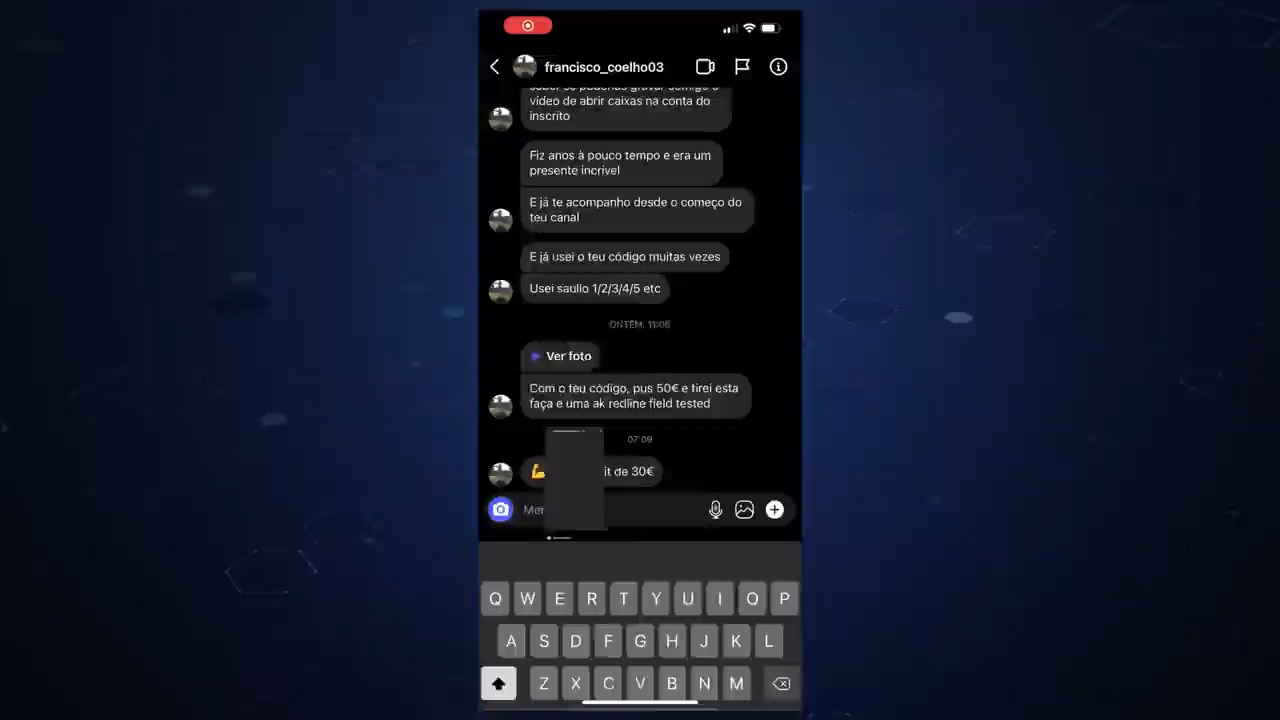 francisco_coelho03
vídeo de abrir caixas na conta do
inscrito
Fiz anos à pouco tempo e era um
presente incrível
E já te acompanho desde o começo do
teu canal
E já usei o teu código muitas vezes
Usei saullo 1/2/3/4/5 etc
ONTEM, 11:06
Ver foto
Com o teu código, pus 50€ e tirei esta
faça e uma ak redline field tested
07:09
it de 30€
Q W E R T Y U I O P
A S D F G H J K L
Z X C V B N M